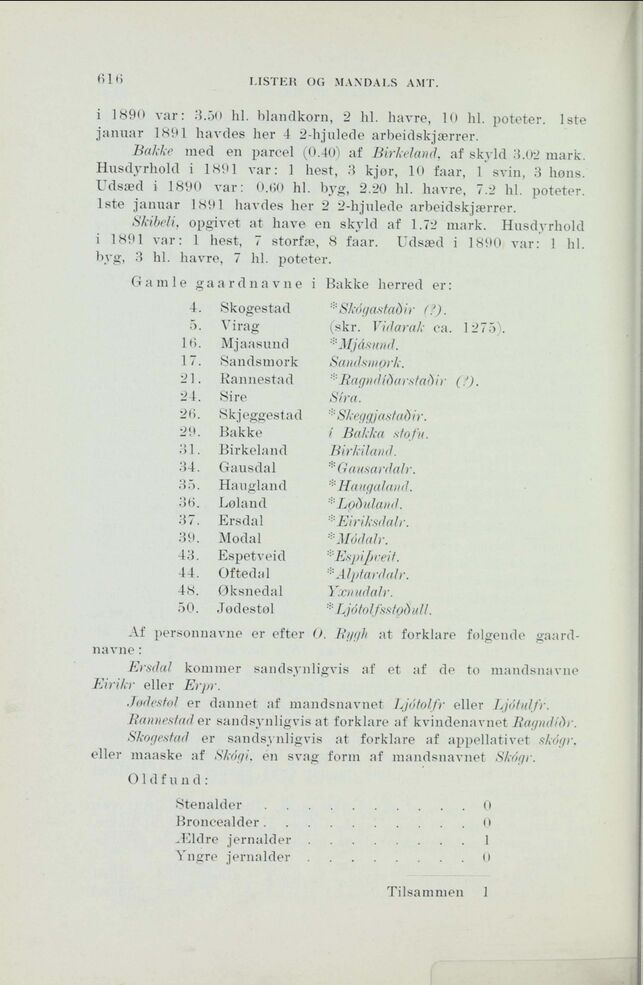 616
LISTER OG MANDALS AMT.
i 1890 var: 3.50 hl. blandkorn, 2 hl. havre, 10 hl. poteter. 1ste
januar 1891 havdes her 4 2-hjulede arbeidskjærrer.
Bakke med en parcel (0.40) af Birkeland, af skyld 3.02 mark.
Husdyrhold i 1891 var: 1 hest, 3 kjør, 10 faar, 1 svin, 3 høns.
Udsæd i 1890 var: 0.60 hl. byg, 2.20 hl. havre, 7.2 hl. poteter.
1ste januar 1891 havdes her 2 2-hjulede arbeidskjærrer.
Skibeli, opgivet at have en skyld af 1.72 mark. Husdyrhold
i 1891 var: 1 hest, 7 storfæ, 8 faar. Udsæd i 1890 var: 1 hl.
byg, 3 hl. havre, 7 hl. poteter.
Gamle gaardnavne i Bakke herred er:
4. Skogestad *Skógastaðir (?).
5. Virag (skr. Vidarak ca. 1275).
16. Mjaasund *Mjásund.
17. Sandsmork Sandsmǫrk.
21. Rannestad *Ragndíðarstaðir (?).
24. Sire Síra.
26. Skjeggestad *Skeggjastaðir.
29. Bakke í Bakka stofu.
31. Birkeland Birkiland.
34. Gausdal *Gausardalr.
35. Haugland *Haugaland.
36. Løland *Lǫðuland.
37. Ersdal *Eiriksdalr.
39. Modal *Módalr.
43. Espetveid *Espiþveit.
44. Oftedal *Alptardalr.
48. Øksnedal Yxnudalr.
50. Jødestøl *Ljótolfsstǫðull.
Af personnavne er efter O. Rygh at forklare følgende gaard-
navne:
Ersdal kommer sandsynligvis af et af de to mandsnavne
Eirikr eller Erpr.
Jødestøl er dannet af mandsnavnet Ljótolfr eller Ljótulfr.
Rannestad er sandsynligvis at forklare af kvindenavnet Ragndíðr.
Skogestad er sandsynligvis at forklare af appellativet skógr,
eller maaske af Skógi, en svag form af mandsnavnet Skógr.
Oldfund:
Stenalder . . . . . . . . . . 0
Broncealder . . . . . . . . . . 0
Ældre jernalder . . . . . . . . 1
Yngre jernalder . . . . . . . . 0
Tilsammen 1